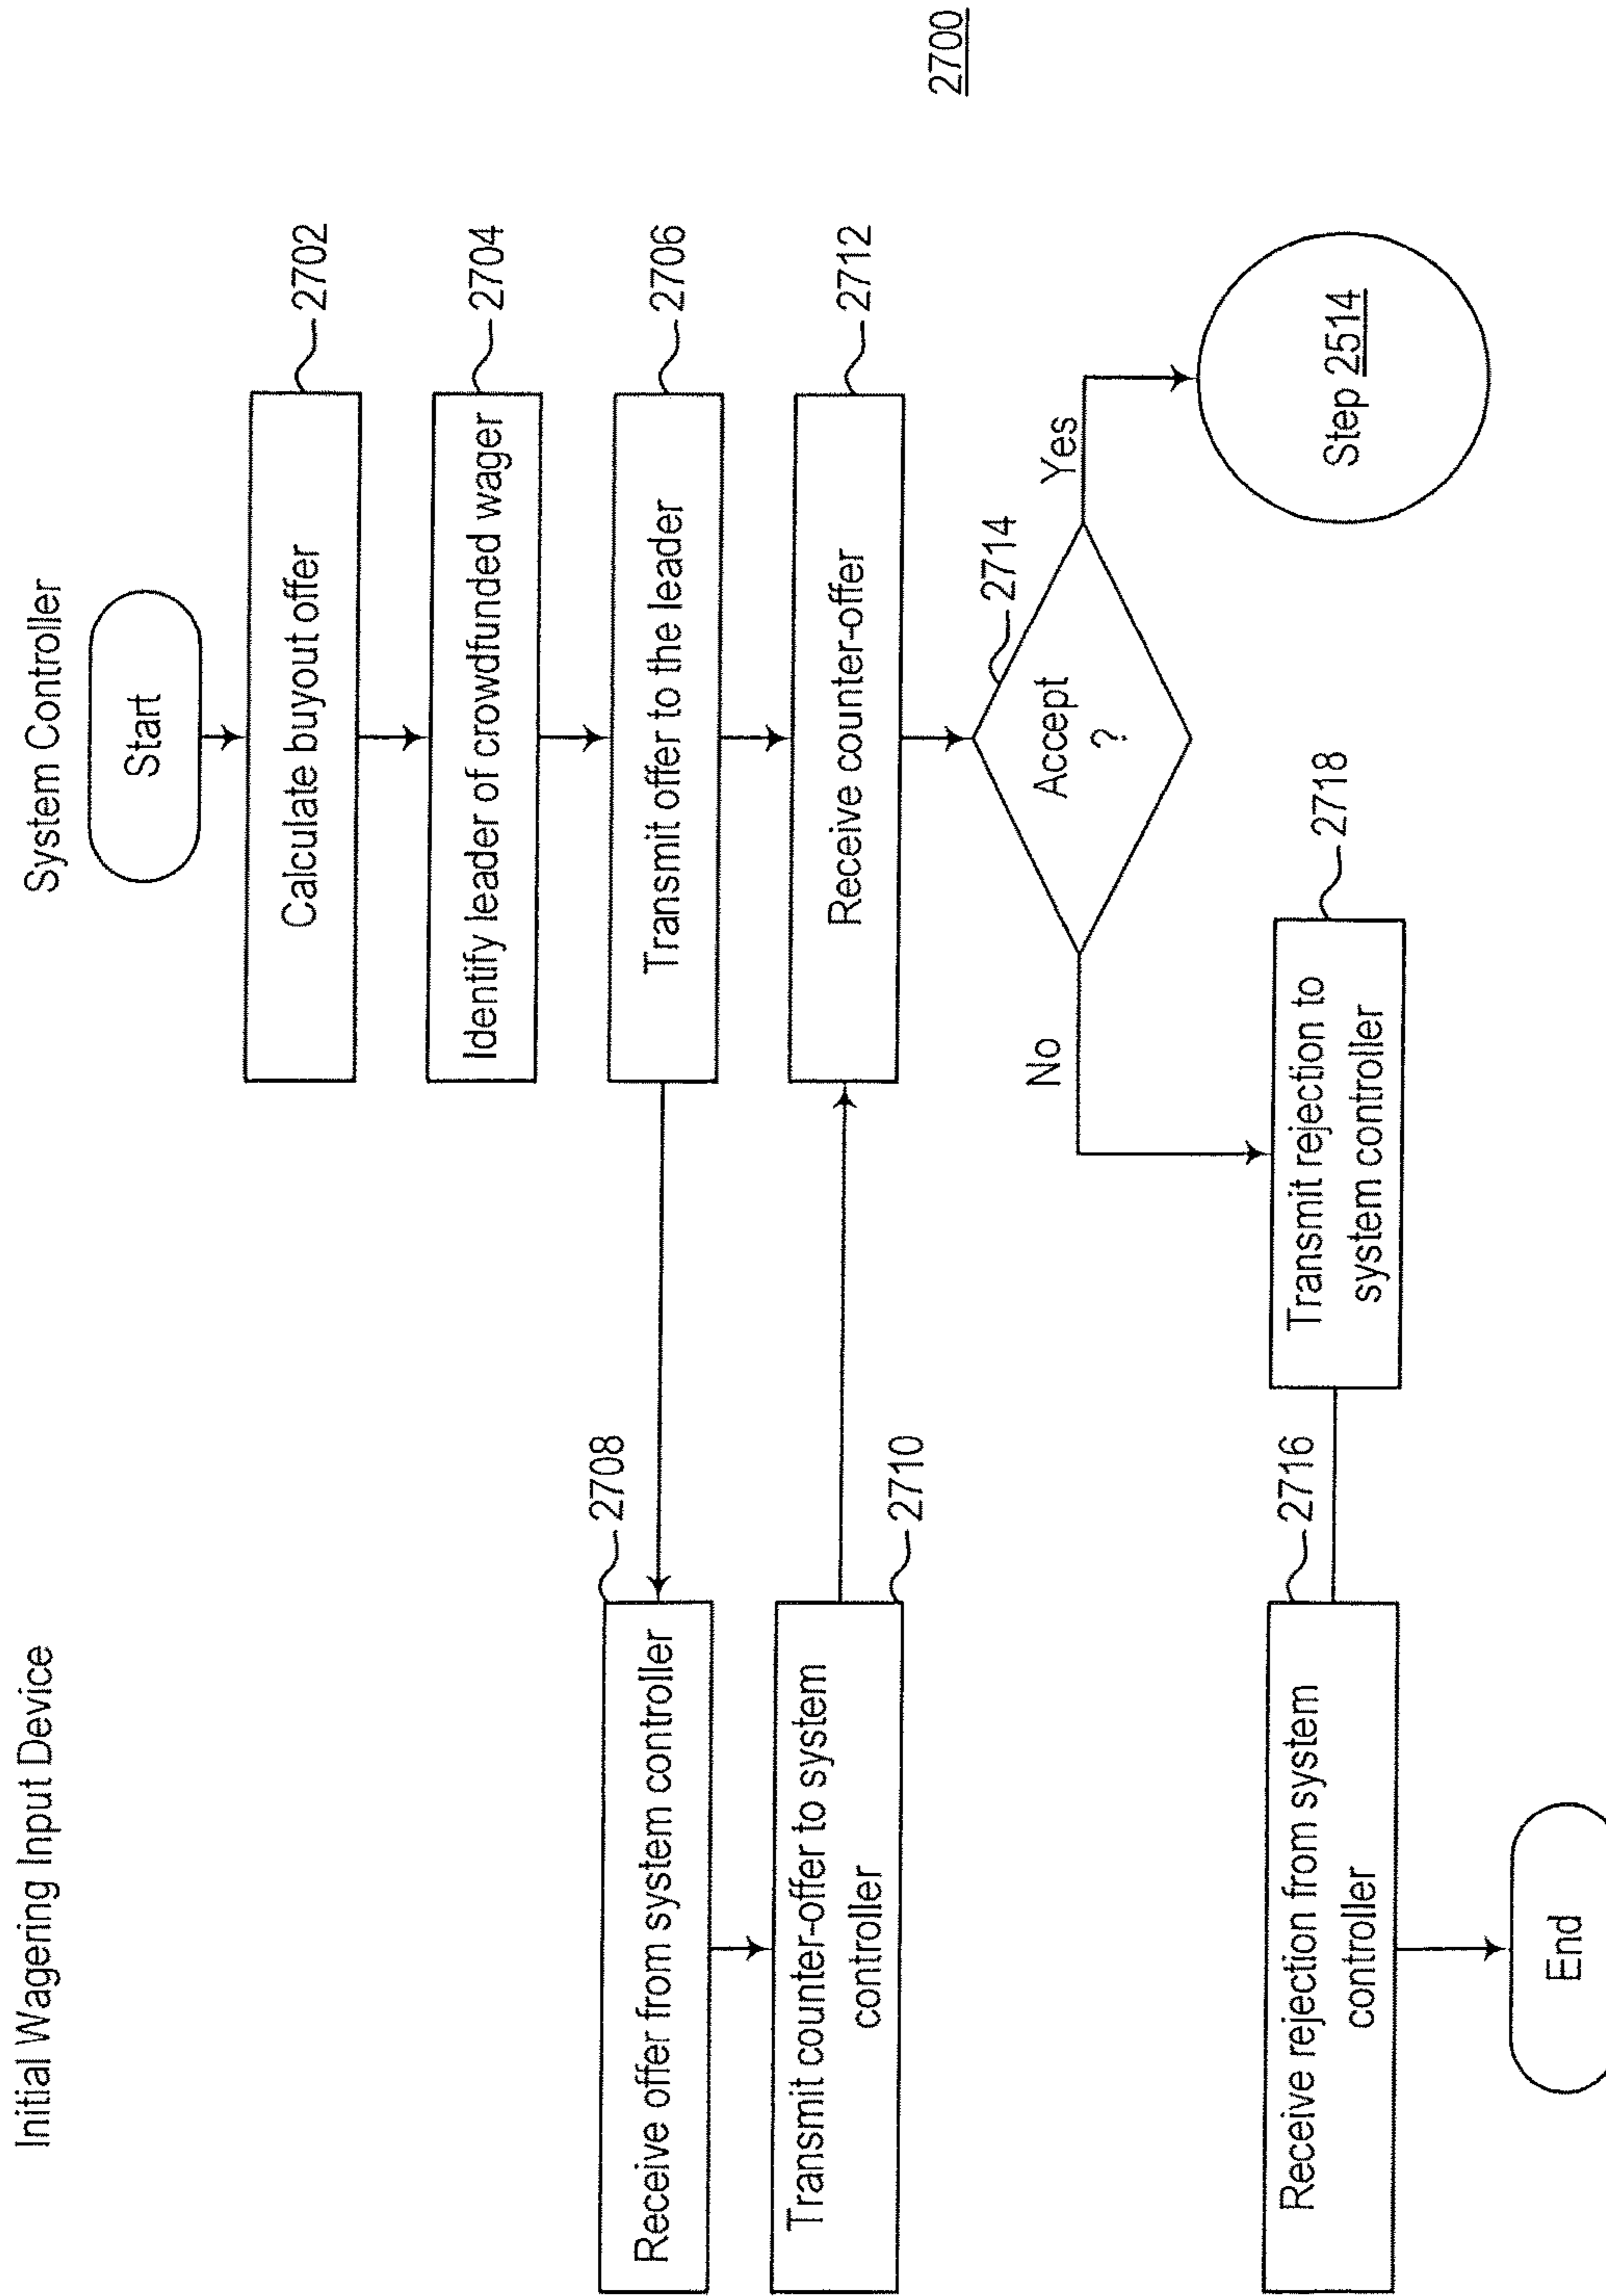 Initial Wagering Input Device
System Controller
Start
Calculate buyout offer
2702
Identify leader of crowdfunded wager
2704
Transmit offer to the leader
2706
2708
Receive offer from system controller
Transmit counter-offer to system
controller
2710
Receive counter-offer
2712
Accept
?
2714
Yes
No
Step 2514
Transmit rejection to
system controller
2718
2716
Receive rejection from system
controller
End
2700